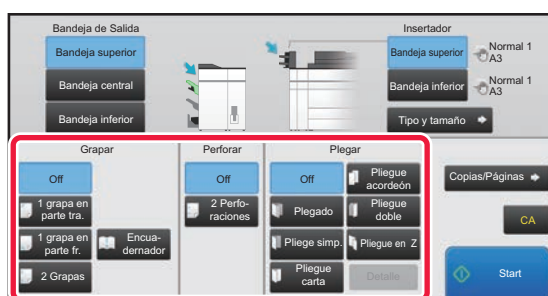 Bandeja de Salida
Bandeja superior
Bandeja central
Bandeja inferior
Insertador
Bandeja superior
Normal 1
A3
Bandeja inferior
Normal 1
A3
Tipo y tamaño
Grapar
Off
1 grapa en
parte tra.
1 grapa en
parte fr.
Encua-
dernador
2 Grapas
Perforar
Off
2 Perfo-
raciones
Plegar
Off
Pliegue
acordeón
Plegado
Pliegue
doble
Pliege simp.
Pliegue en Z
Pliegue
carta
Detalle
Copias/Páginas
CA
Start